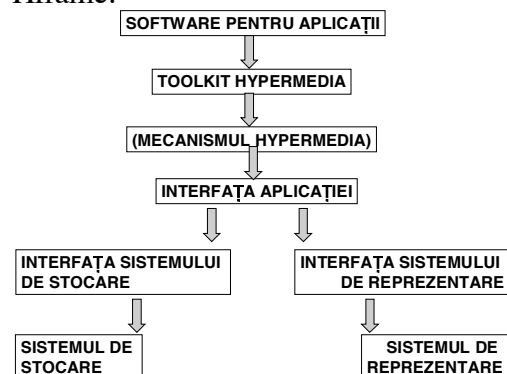 SOFTWARE PENTRU APLICAȚII
TOOLKIT HYPERMEDIA
(MECANISMUL HYPERMEDIA)
INTERFAȚA APLICAȚIEI
INTERFAȚA SISTEMULUI
DE STOCARE
INTERFAȚA SISTEMULUI
DE REPREZENTARE
SISTEMUL DE
STOCARE
SISTEMUL DE
REPREZENTARE